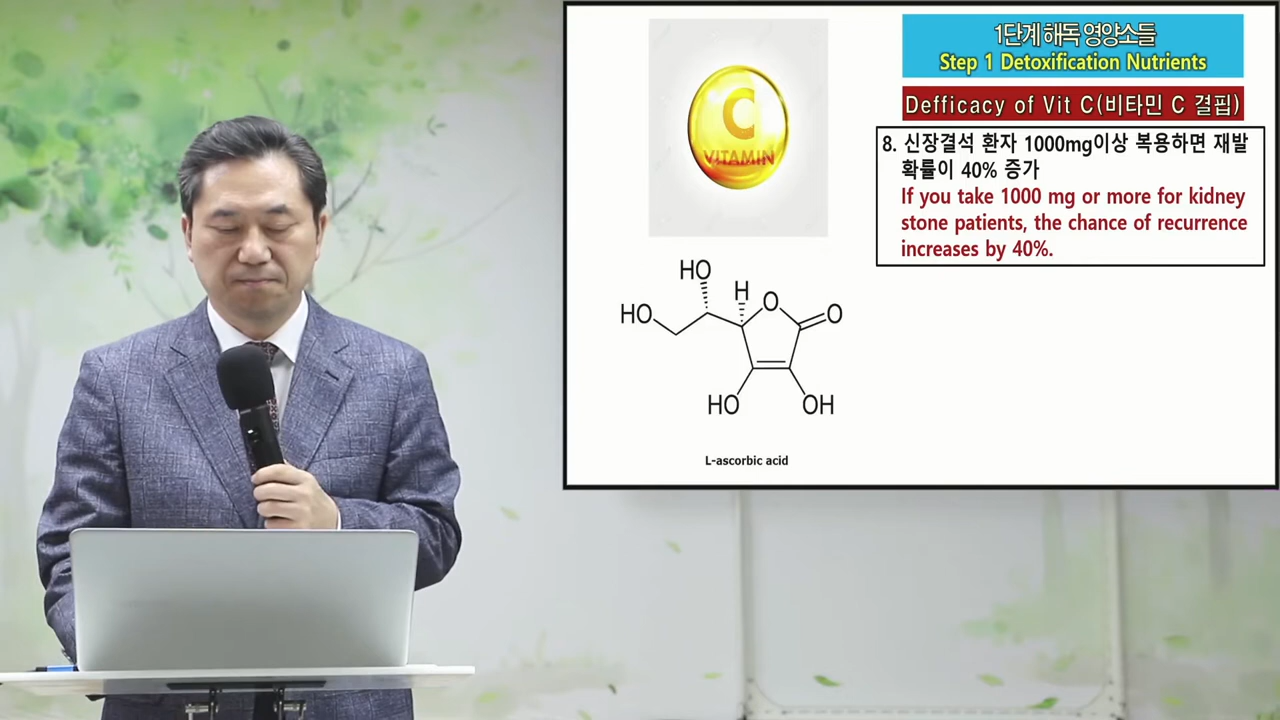 1단계 해독 영양소들
Step 1 Detoxification Nutrients
Defficacy of Vit C(비타민 C 결핍)
8. 신장결석 환자 1000mg이상 복용하면 재발
확률이 40% 증가
If you take 1000 mg or more for kidney
stone patients, the chance of recurrence
increases by 40%.
C
VITAMIN
HO
H
O
O
HO
HO
OH
L-ascorbic acid